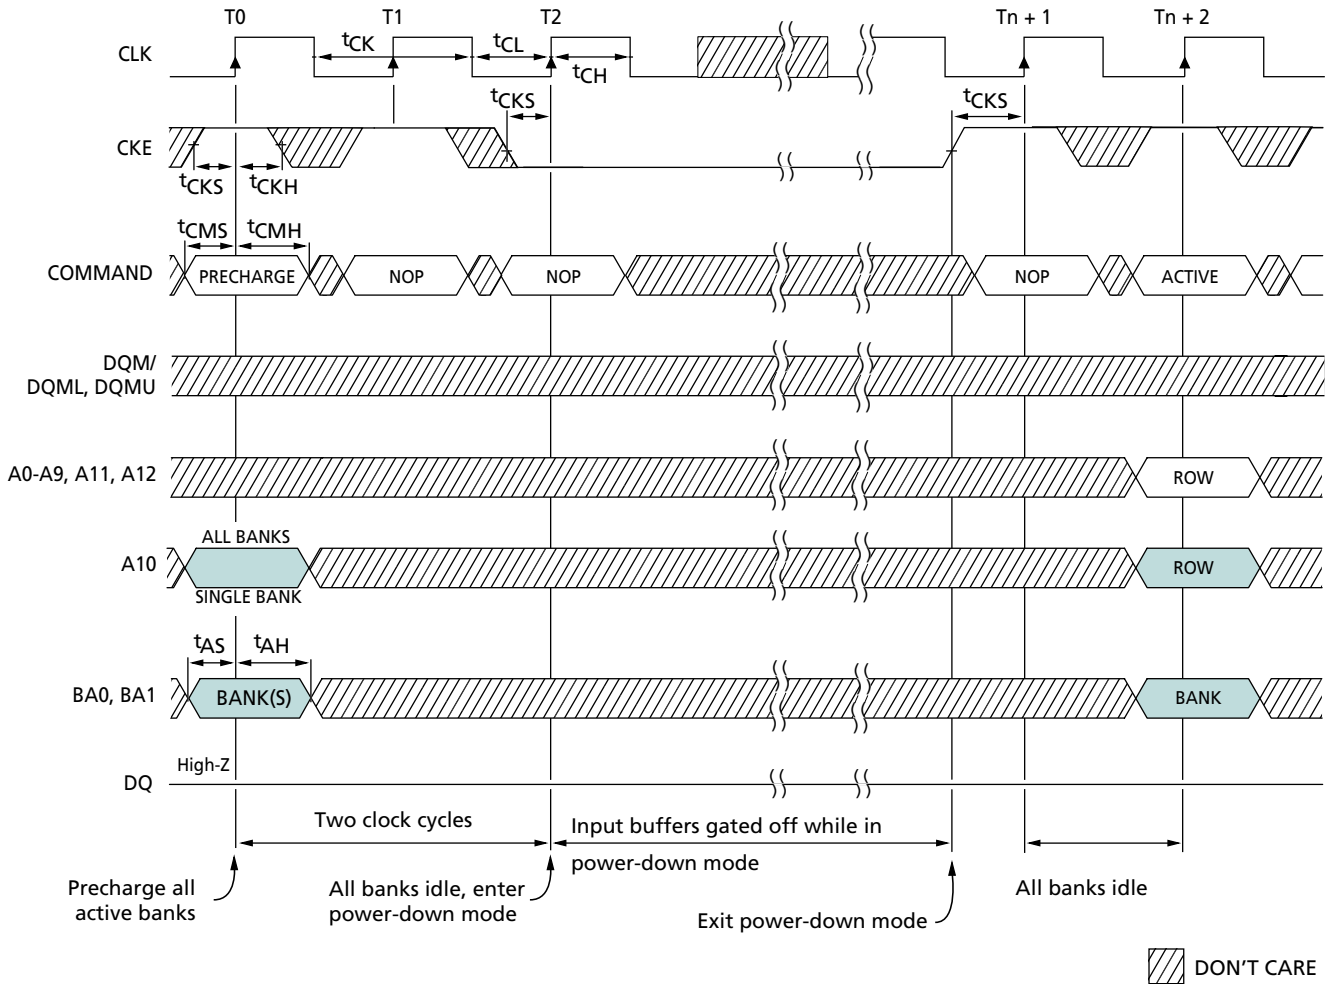 T0 T1 T2 Tn + 1 Tn + 2
CLK
tCK tCL
tCH
tCKS tCKS
CKE
tCKS tCKH
tCMS tCMH
COMMAND PRECHARGE NOP NOP NOP ACTIVE
DQM/
DQML, DQMU
A0-A9, A11, A12 ROW
ALL BANKS
A10 ROW
SINGLE BANK
tAS tAH
BA0, BA1 BANK(S) BANK
High-Z
DQ
Two clock cycles
Input buffers gated off while in
power-down mode
Precharge all
active banks
All banks idle, enter
power-down mode
Exit power-down mode
All banks idle
DON'T CARE